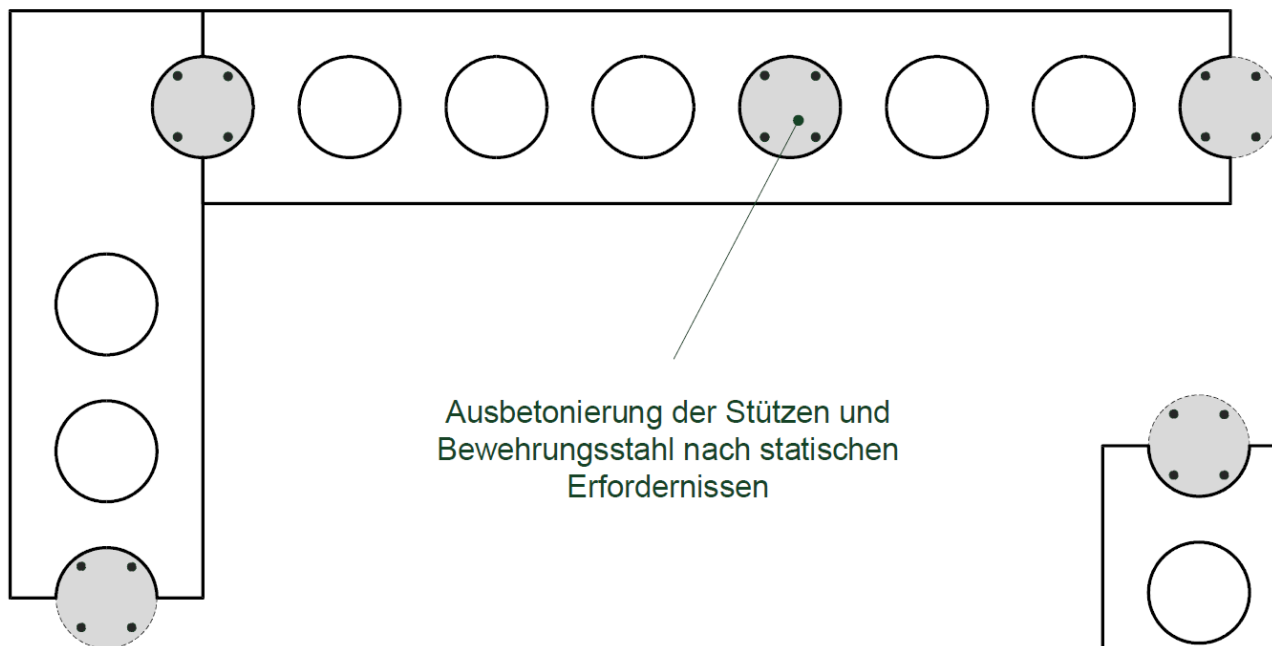 Ausbetonierung der Stützen und
Bewehrungsstahl nach statischen
Erfordernissen